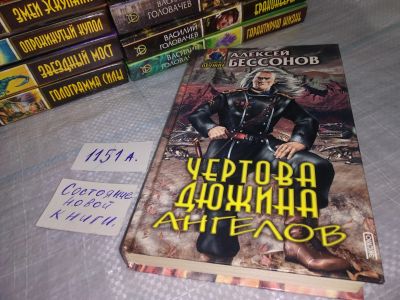 ЗМЕИ
ОПРОКИНУТЫЙ КУПОЛ
ЗВЕЗДНЫЙ МОСТ
ГОЛОГРАММА СИЛЫ
ВАСИЛИЙ
ГОЛОВАЧЕВ
ВАСИЛИЙ
ГОЛОВАЧЕВ
АЛЕКСЕЙ
БЕССОНОВ
ЧЕРТОВА
ДЮЖИНА
АНГЕЛОВ
1151 А.
Состояние
новой
книги.